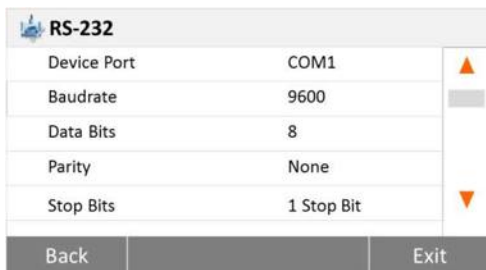 RS-232
Device Port COM1
Baudrate 9600
Data Bits 8
Parity None
Stop Bits 1 Stop Bit
Back Exit